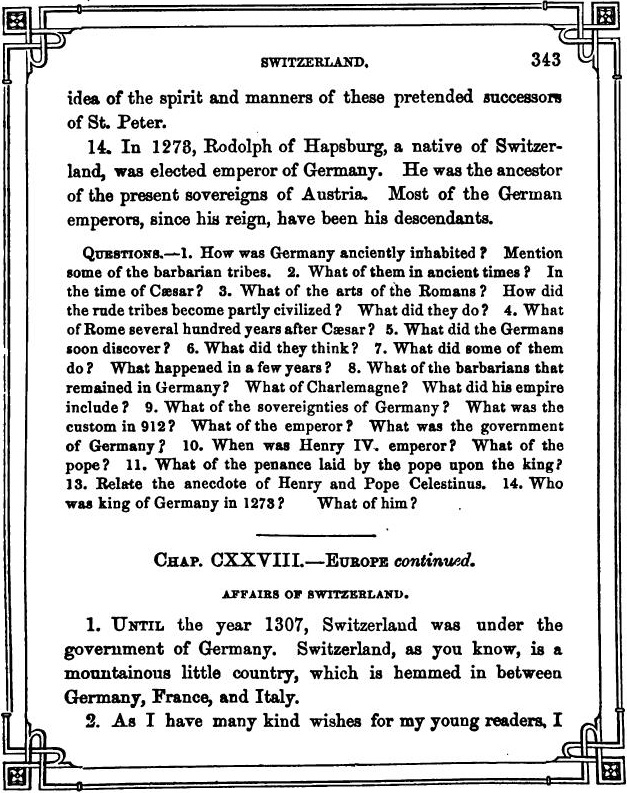 SWITZERLAND. 343
idea of the spirit and manners of these pretended successors
of St. Peter.
14. In 1273, Rodolph of Hapsburg, a native of Switzer-
land, was elected emperor of Germany. He was the ancestor
of the present sovereigns of Austria. Most of the German
emperors, since his reign, have been his descendants.
QUESTIONS.—1. How was Germany anciently inhabited? Mention
some of the barbarian tribes. 2. What of them in ancient times? In
the time of Cæsar? 3. What of the arts of the Romans? How did
the rude tribes become partly civilized? What did they do? 4. What
of Rome several hundred years after Cæsar? 5. What did the Germans
soon discover? 6. What did they think? 7. What did some of them
do? What happened in a few years? 8. What of the barbarians that
remained in Germany? What of Charlemagne? What did his empire
include? 9. What of the sovereignties of Germany? What was the
custom in 912? What of the emperor? What was the government
of Germany? 10. When was Henry IV. emperor? What of the
pope? 11. What of the penance laid by the pope upon the king?
13. Relate the anecdote of Henry and Pope Celestinus. 14. Who
was king of Germany in 1273? What of him?
CHAP. CXXVIII.—EUROPE continued.
AFFAIRS OF SWITZERLAND.
1. UNTIL the year 1307, Switzerland was under the
government of Germany. Switzerland, as you know, is a
mountainous little country, which is hemmed in between
Germany, France, and Italy.
2. As I have many kind wishes for my young readers, I